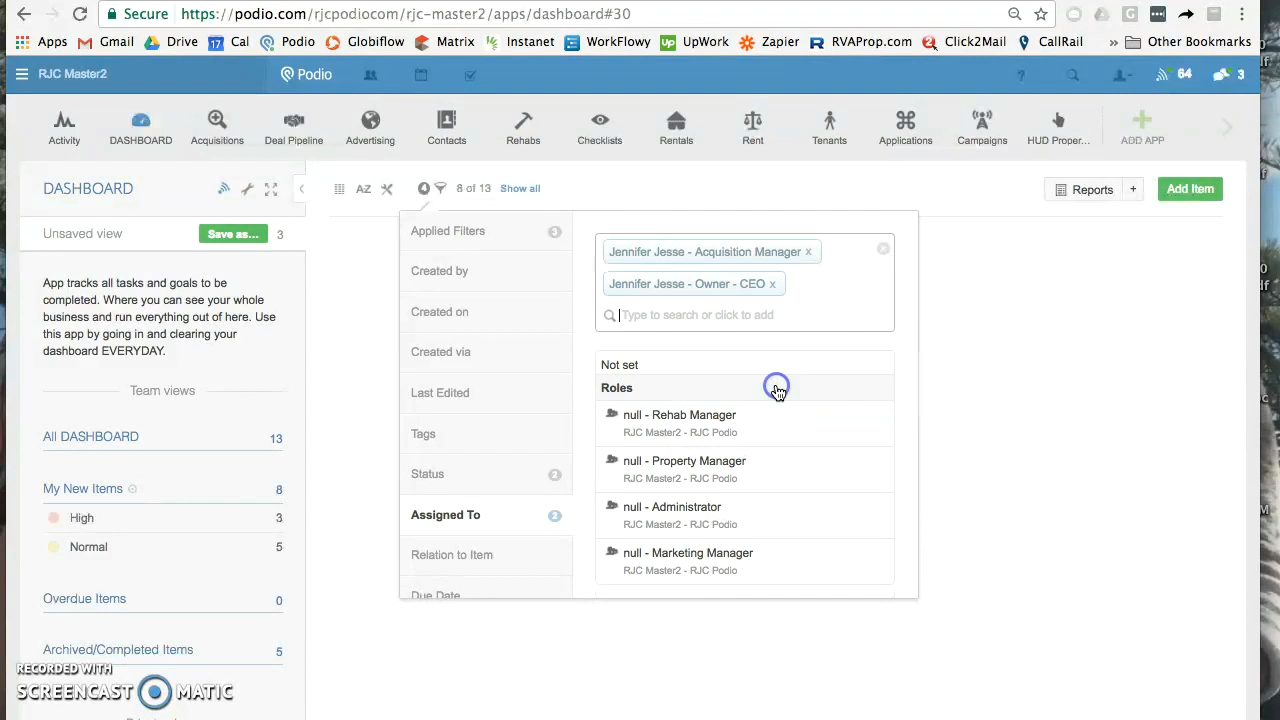 Secure https://podio.com/rjcpodiocom/rjc-master2/apps/dashboard#30
Apps Gmail Drive 17 Cal Podio Globiflow Matrix Instanet WorkFlowy Up UpWork Zapier R RVAProp.com 2 Click2Mail CallRail » Other Bookmarks
RJC Master2 Podio ? 64 3
Activity DASHBOARD Acquisitions Deal Pipeline Advertising Contacts Rehabs Checklists Rentals Rent Tenants Applications Campaigns HUD Proper... ADD APP
DASHBOARD AZ 4 8 of 13 Show all Reports + Add Item
Unsaved view Save as... 3
App tracks all tasks and goals to be
completed. Where you can see your whole
business and run everything out of here. Use
this app by going in and clearing your
dashboard EVERYDAY.
Team views
All DASHBOARD 13
My New Items 8
High 3
Normal 5
Overdue Items 0
Archived/Completed Items 5
Applied Filters 3
Created by
Created on
Created via
Last Edited
Tags
Status 2
Assigned To 2
Relation to Item
Due Date
Jennifer Jesse - Acquisition Manager x
Jennifer Jesse - Owner - CEO x
Type to search or click to add
Not set
Roles
null - Rehab Manager
RJC Master2 - RJC Podio
null - Property Manager
RJC Master2 - RJC Podio
null - Administrator
RJC Master2 - RJC Podio
null - Marketing Manager
RJC Master2 - RJC Podio
RECORDED WITH
SCREENCAST MATIC